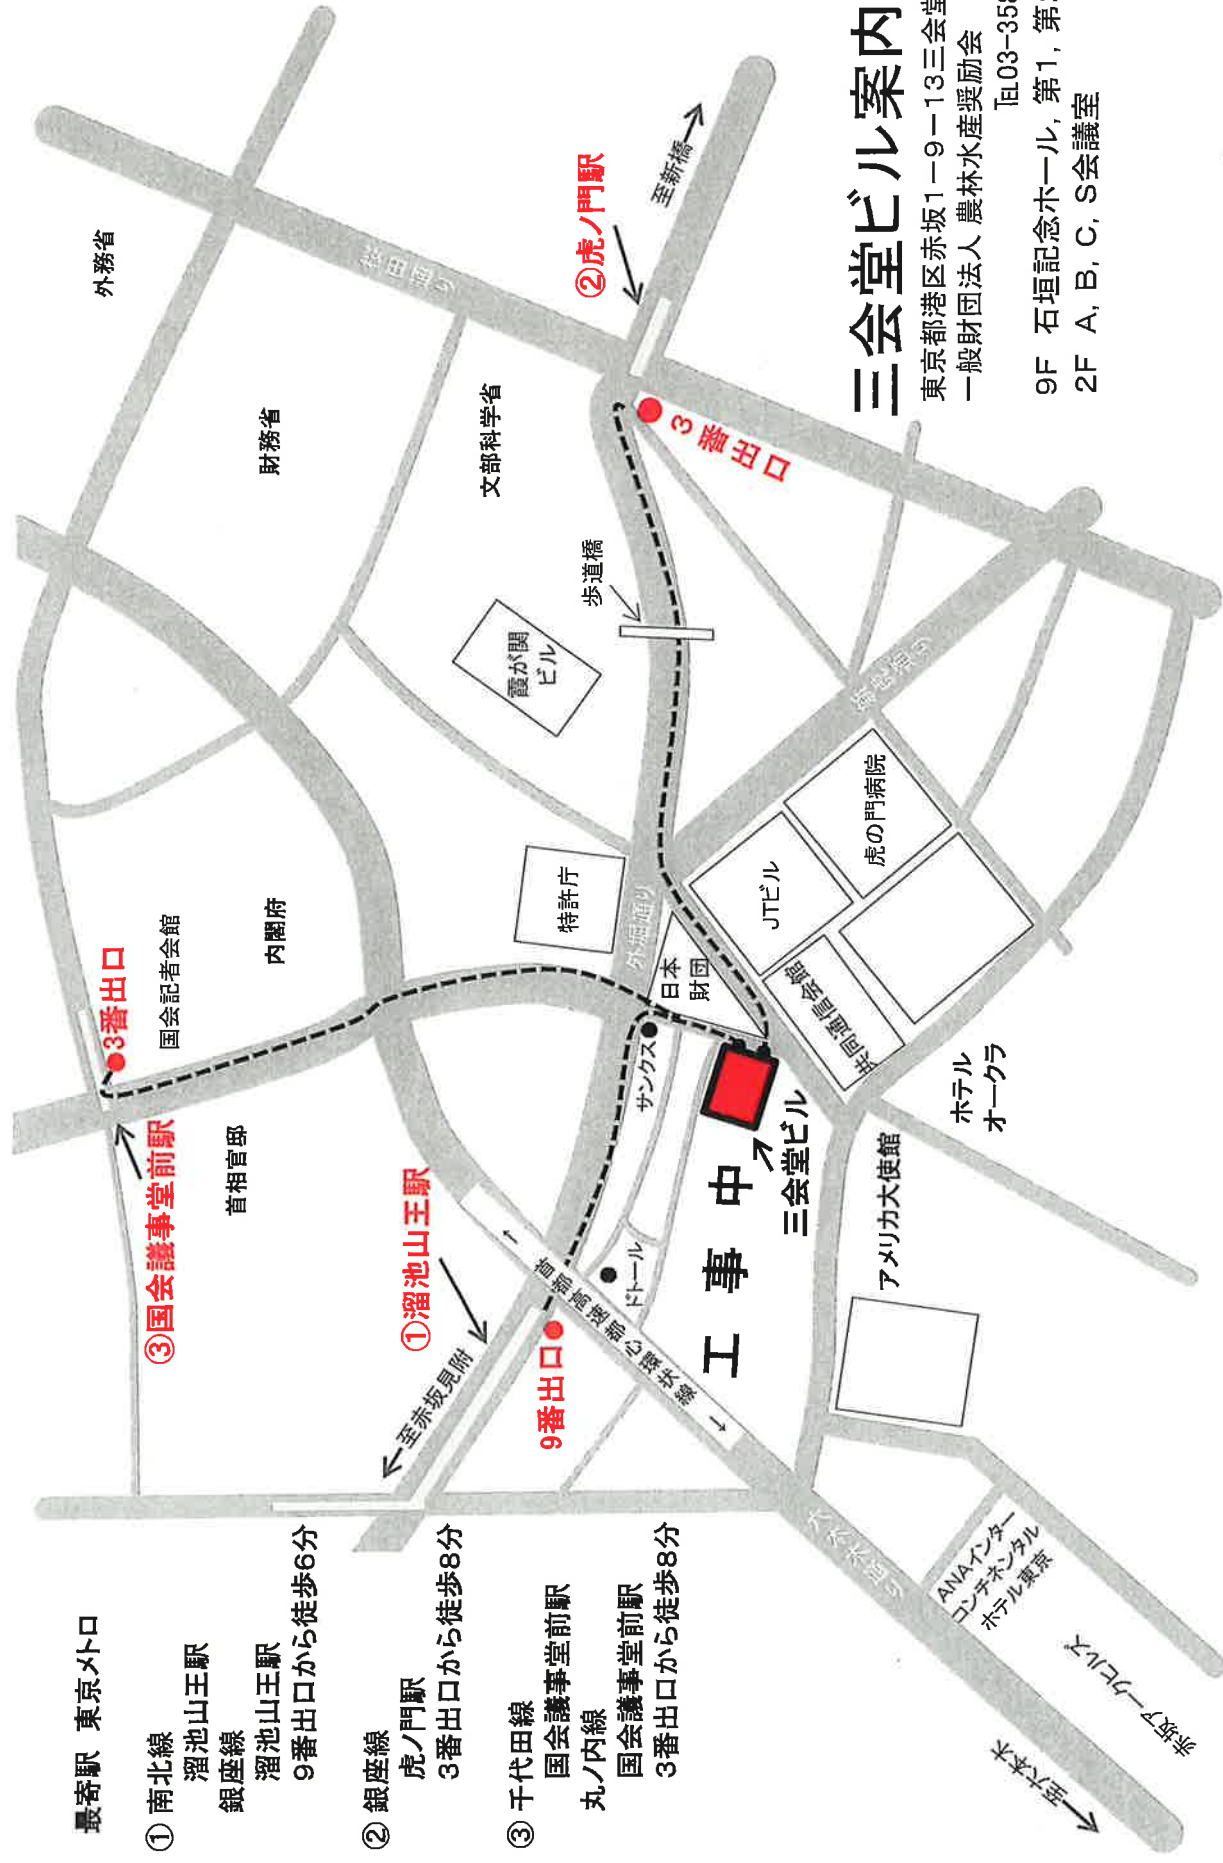 三会堂ビル案内
東京都港区赤坂1-9-13三会堂
一般財団法人 農林水産奨励会
TEL03-358
9F 石垣記念ホール, 第1, 第
2F A, B, C, S会議室
最寄駅 東京メトロ
① 南北線
溜池山王駅
銀座線
溜池山王駅
9番出口から徒歩6分
② 銀座線
虎ノ門駅
3番出口から徒歩8分
③ 千代田線
国会議事堂前駅
丸ノ内線
国会議事堂前駅
3番出口から徒歩8分
③国会議事堂前駅
3番出口
国会記者会館
内閣府
首相官邸
外務省
財務省
文部科学省
桜田通り
霞が関
ビル
特許庁
歩道橋
②虎ノ門駅
至新橋
3番出口
①溜池山王駅
至赤坂見附
9番出口
首都高速都心環状線
外堀通り
サンクス
ドトール
日本
財団
工事中
三会堂ビル
JTビル
虎の門病院
共同通信会館
ホテル
オークラ
アメリカ大使館
六本木通り
ANAインター
コンチネンタル
ホテル東京
赤坂アークヒルズ
至六本木